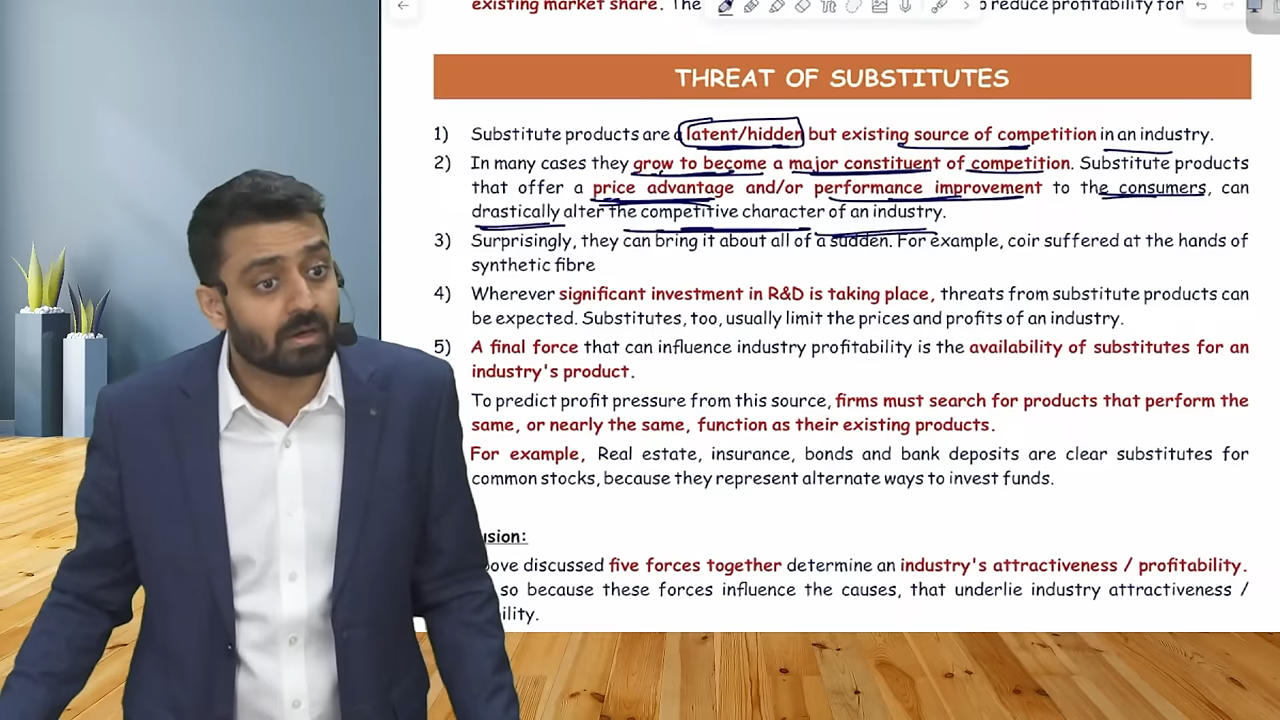 existing market share. The
o reduce profitability for
THREAT OF SUBSTITUTES
1) Substitute products are a latent/hidden but existing source of competition in an industry.
2) In many cases they grow to become a major constituent of competition. Substitute products
that offer a price advantage and/or performance improvement to the consumers, can
drastically alter the competitive character of an industry.
3) Surprisingly, they can bring it about all of a sudden. For example, coir suffered at the hands of
synthetic fibre
4) Wherever significant investment in R&D is taking place, threats from substitute products can
be expected. Substitutes, too, usually limit the prices and profits of an industry.
5) A final force that can influence industry profitability is the availability of substitutes for an
industry's product.
To predict profit pressure from this source, firms must search for products that perform the
same, or nearly the same, function as their existing products.
For example, Real estate, insurance, bonds and bank deposits are clear substitutes for
common stocks, because they represent alternate ways to invest funds.
usion:
ove discussed five forces together determine an industry's attractiveness / profitability.
so because these forces influence the causes, that underlie industry attractiveness /
ility.